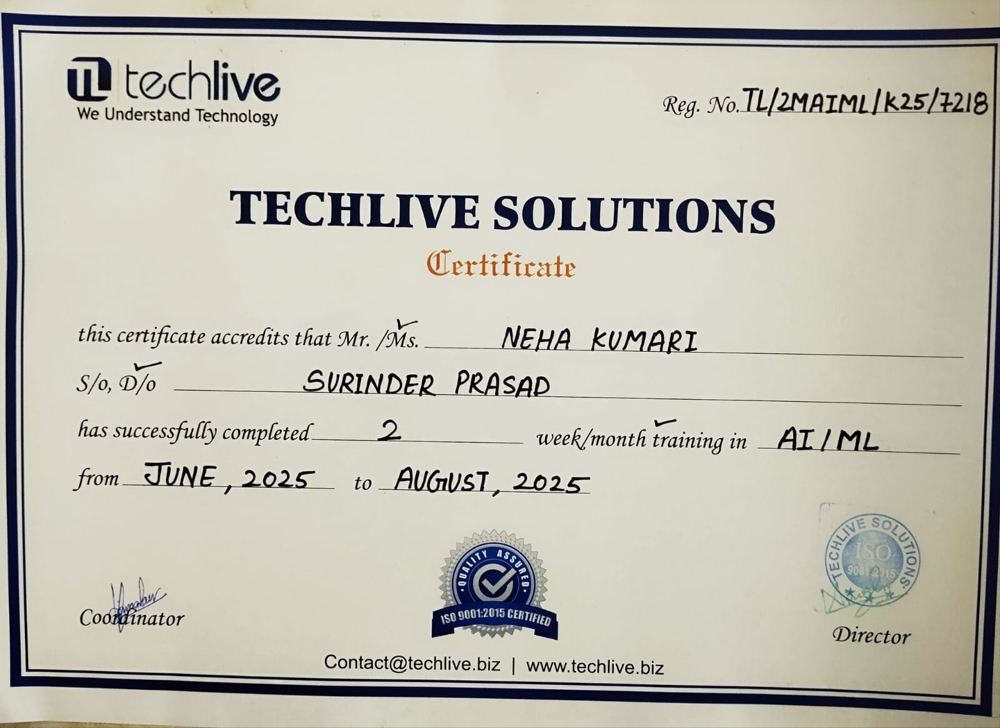 techlive
We Understand Technology
Reg. No. TL/2MAIML/K25/7218
TECHLIVE SOLUTIONS
Certificate
this certificate accredits that Mr. /Ms. NEHA KUMARI
S/o, D/o SURINDER PRASAD
has successfully completed 2 week/month training in AI/ML
from JUNE, 2025 to AUGUST, 2025
QUALITY ASSURED
ISO 9001:2015 CERTIFIED
TECHLIVE SOLUTIONS
ISO
9001:2015
Coordinator
Director
Contact@techlive.biz | www.techlive.biz